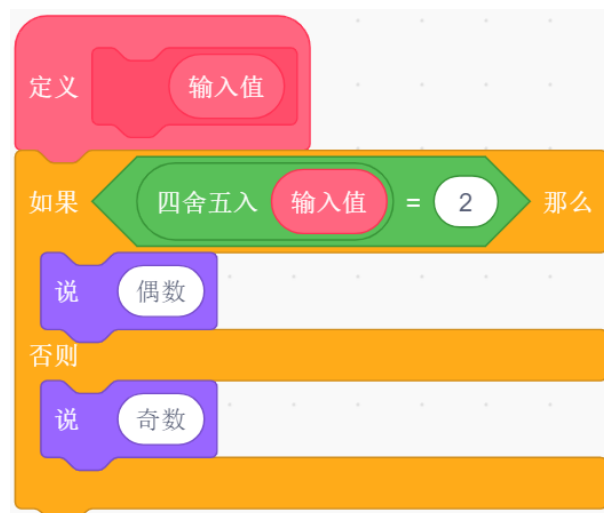 定义 输入值
如果 四舍五入 输入值 = 2 那么
说 偶数
否则
说 奇数